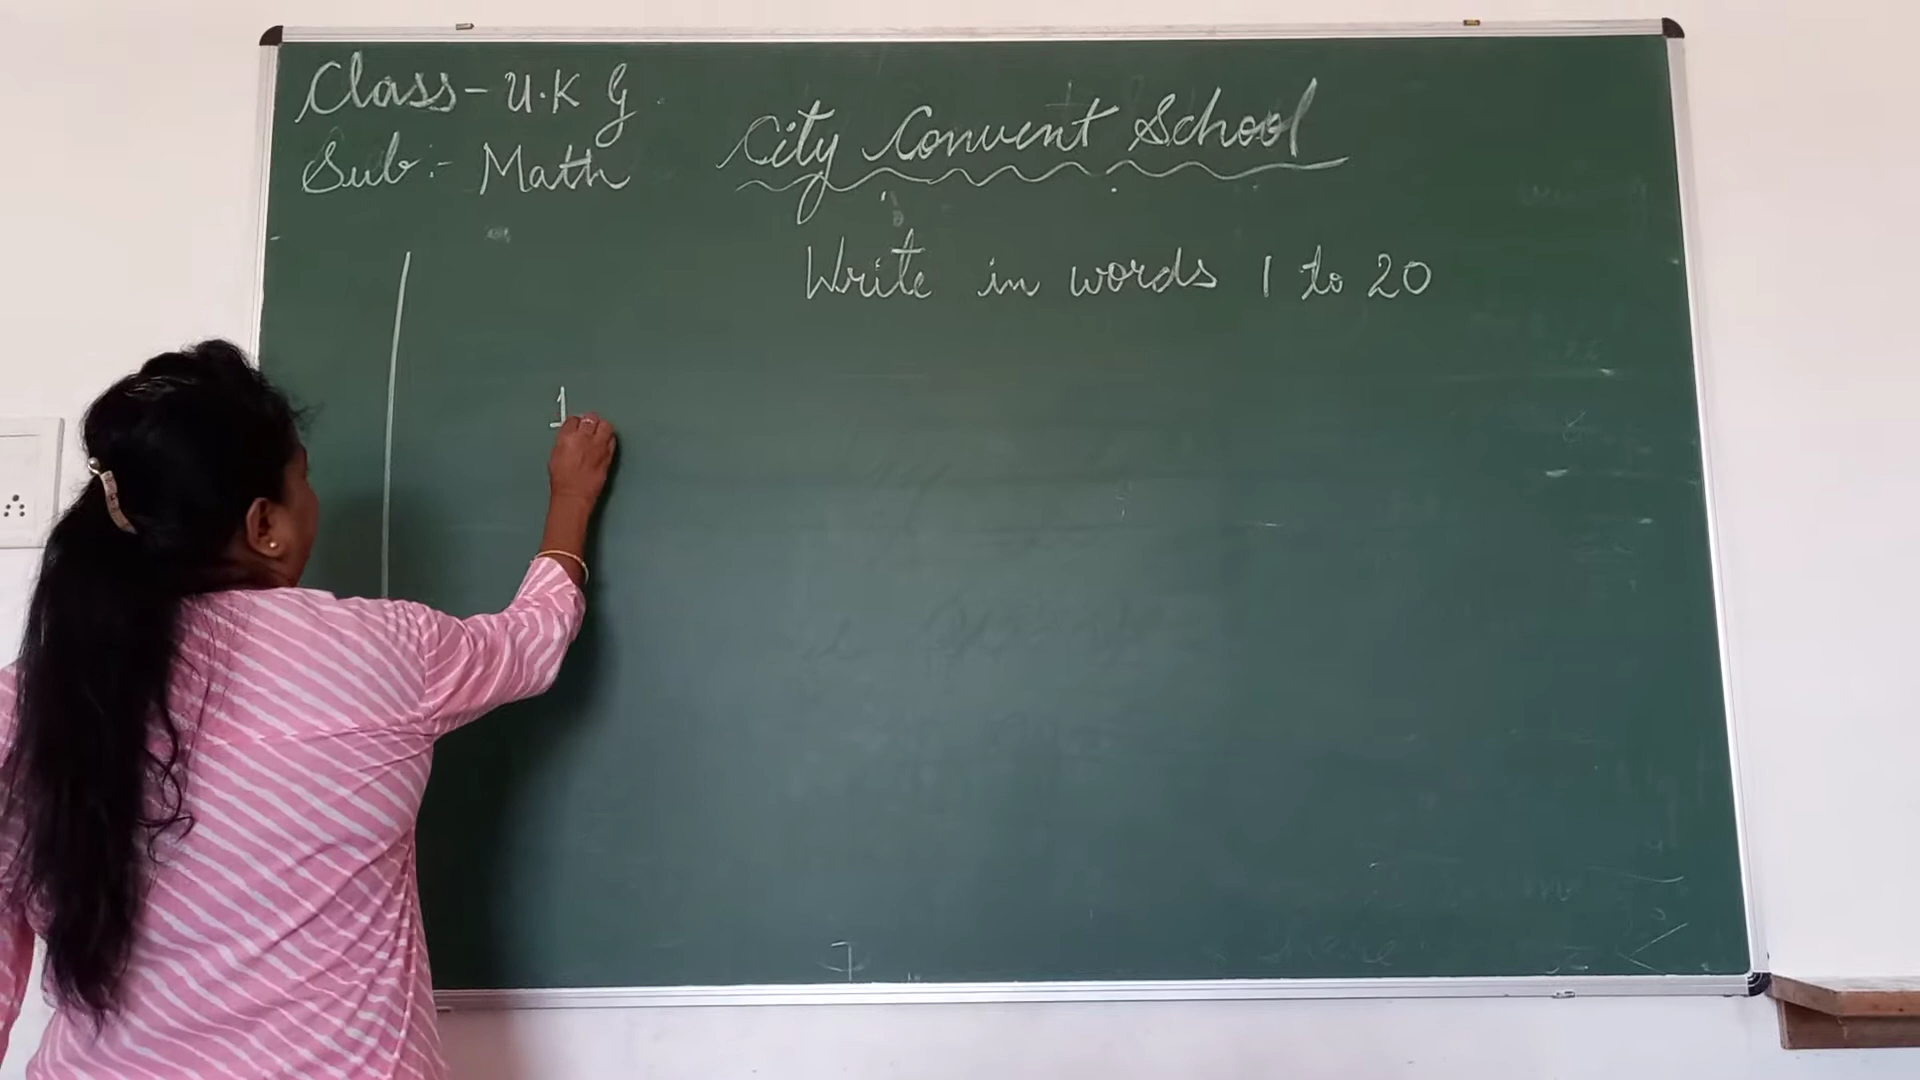 Class - U.K G
Sub :- Math
City Convent School
Write in words 1 to 20
1